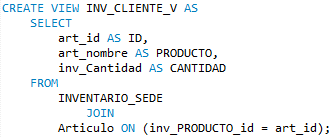 CREATE VIEW INV_CLIENTE_V AS
SELECT
art_id AS ID,
art_nombre AS PRODUCTO,
inv_Cantidad AS CANTIDAD
FROM
INVENTARIO_SEDE
JOIN
Articulo ON (inv_PRODUCTO_id = art_id);